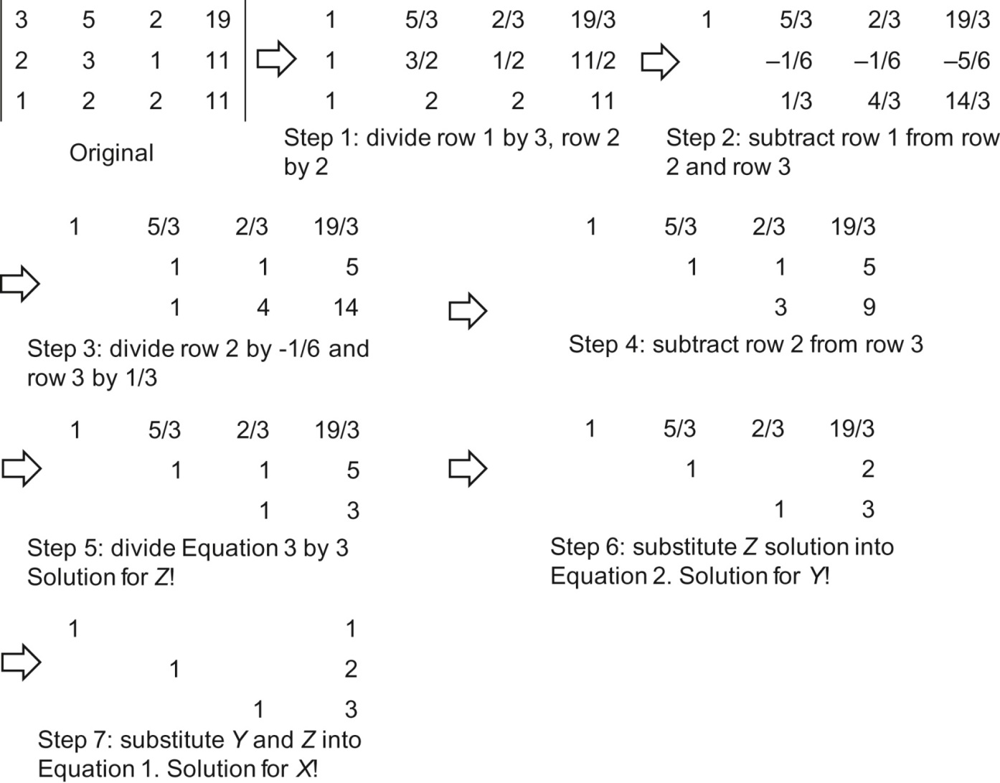 3 5 2 19 1 5/3 2/3 19/3 1 5/3 2/3 19/3
2 3 1 11 1 3/2 1/2 11/2 –1/6 –1/6 –5/6
1 2 2 11 1 2 2 11 1/3 4/3 14/3
Original
Step 1: divide row 1 by 3, row 2
by 2
Step 2: subtract row 1 from row
2 and row 3
1 5/3 2/3 19/3
1 1 5
1 4 14
Step 3: divide row 2 by -1/6 and
row 3 by 1/3
1 5/3 2/3 19/3
1 1 5
3 9
Step 4: subtract row 2 from row 3
1 5/3 2/3 19/3
1 1 5
1 3
Step 5: divide Equation 3 by 3
Solution for Z!
1 5/3 2/3 19/3
1 2
1 3
Step 6: substitute Z solution into
Equation 2. Solution for Y!
1 1
1 2
1 3
Step 7: substitute Y and Z into
Equation 1. Solution for X!